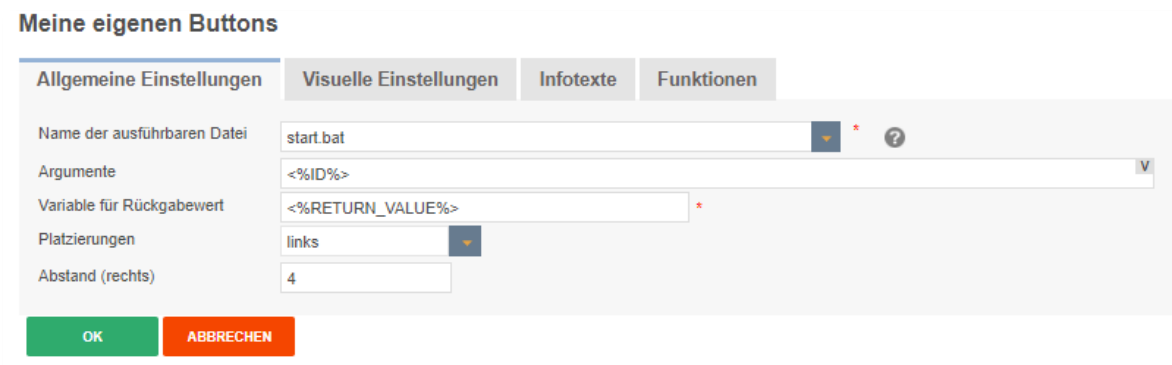 Meine eigenen Buttons
Allgemeine Einstellungen Visuelle Einstellungen Infotexte Funktionen
Name der ausführbaren Datei start.bat * ?
Argumente <%ID%> V
Variable für Rückgabewert <%RETURN_VALUE%> *
Platzierungen links
Abstand (rechts) 4
OK ABBRECHEN